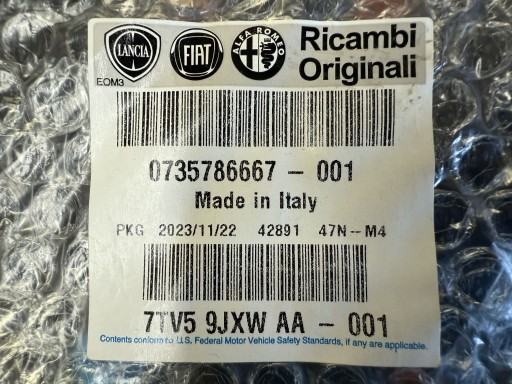 LANCIA FIAT ALFA ROMEO Ricambi
Originali
EOM3
0735786667 - 001
Made in Italy
PKG 2023/11/22 42891 47N-M4
7TV5 9JXW AA - 001
Contents conform to U.S. Federal Motor Vehicle Safety Standards, if any are applicable.